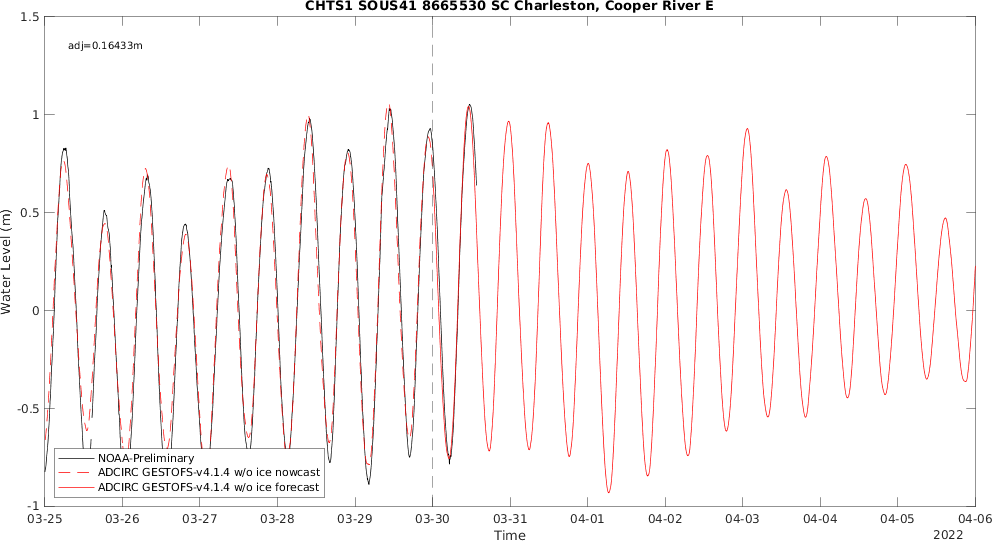 CHTS1 SOUS41 8665530 SC Charleston, Cooper River E
1.5
adj=0.16433m
1
0.5
Water Level (m)
0
-0.5
NOAA-Preliminary
ADCIRC GESTOFS-v4.1.4 w/o ice nowcast
ADCIRC GESTOFS-v4.1.4 w/o ice forecast
-1
03-25 03-26 03-27 03-28 03-29 03-30 03-31 04-01 04-02 04-03 04-04 04-05 04-06
Time
2022